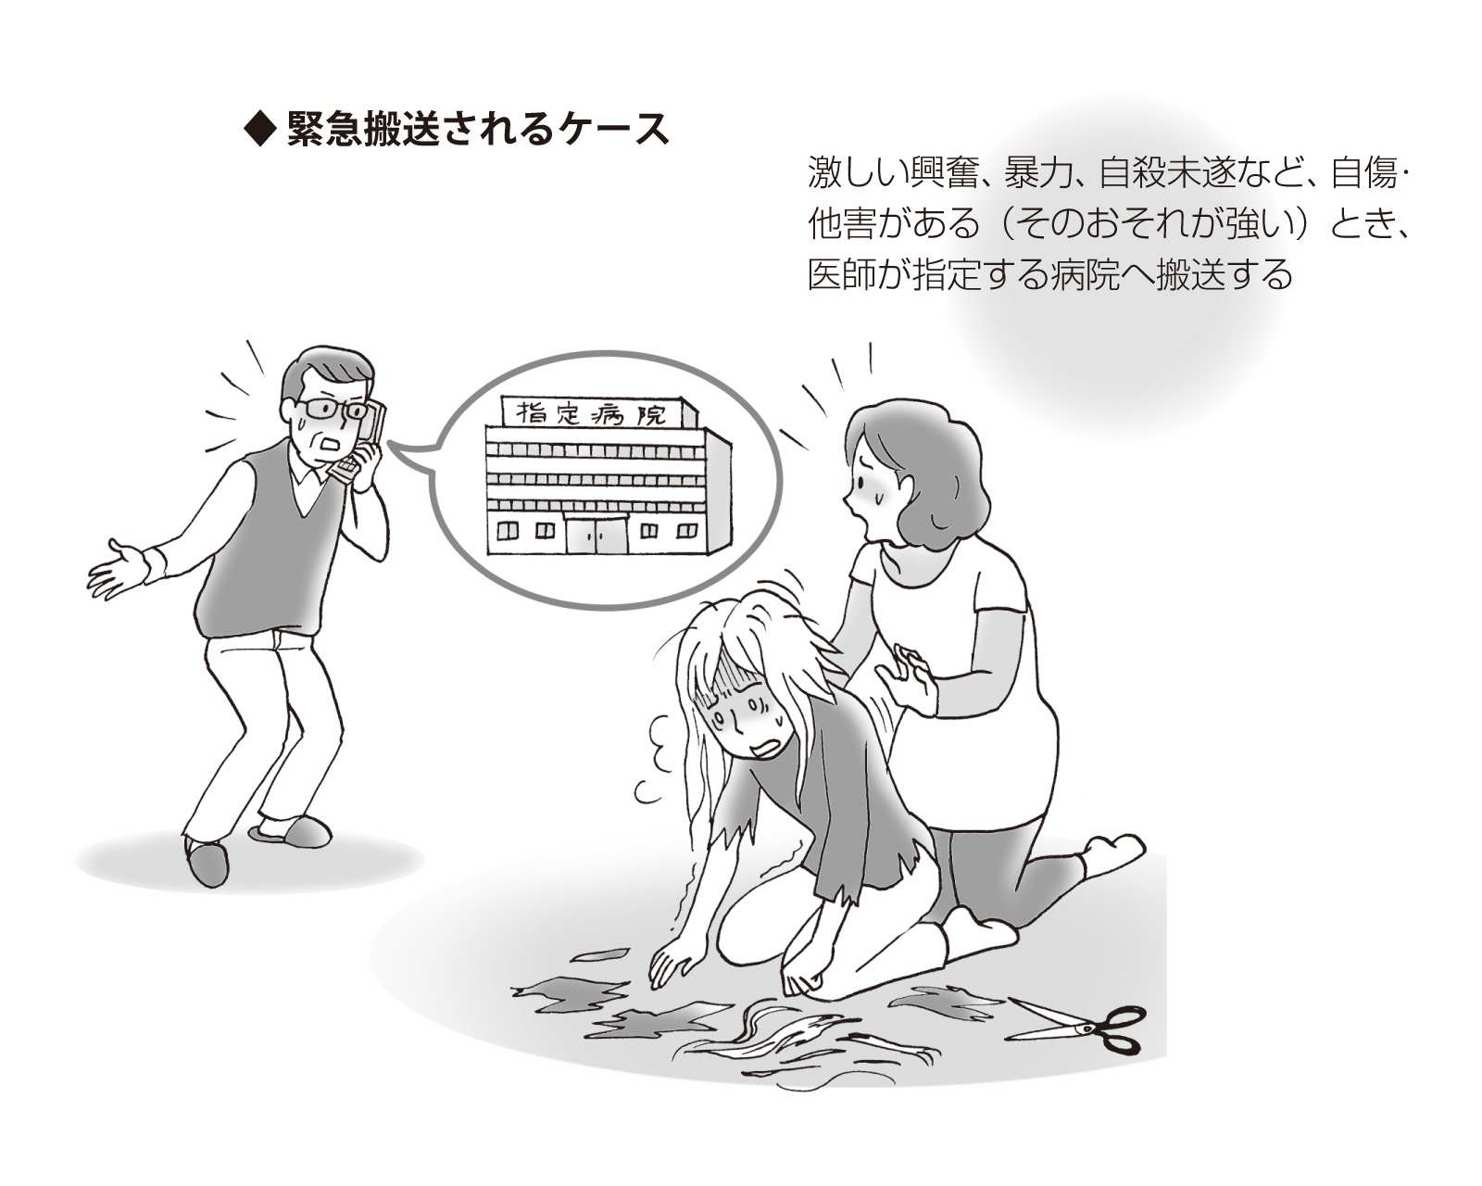 ◆ 緊急搬送されるケース
激しい興奮、暴力、自殺未遂など、自傷・
他害がある（そのおそれが強い）とき、
医師が指定する病院へ搬送する
指定病院